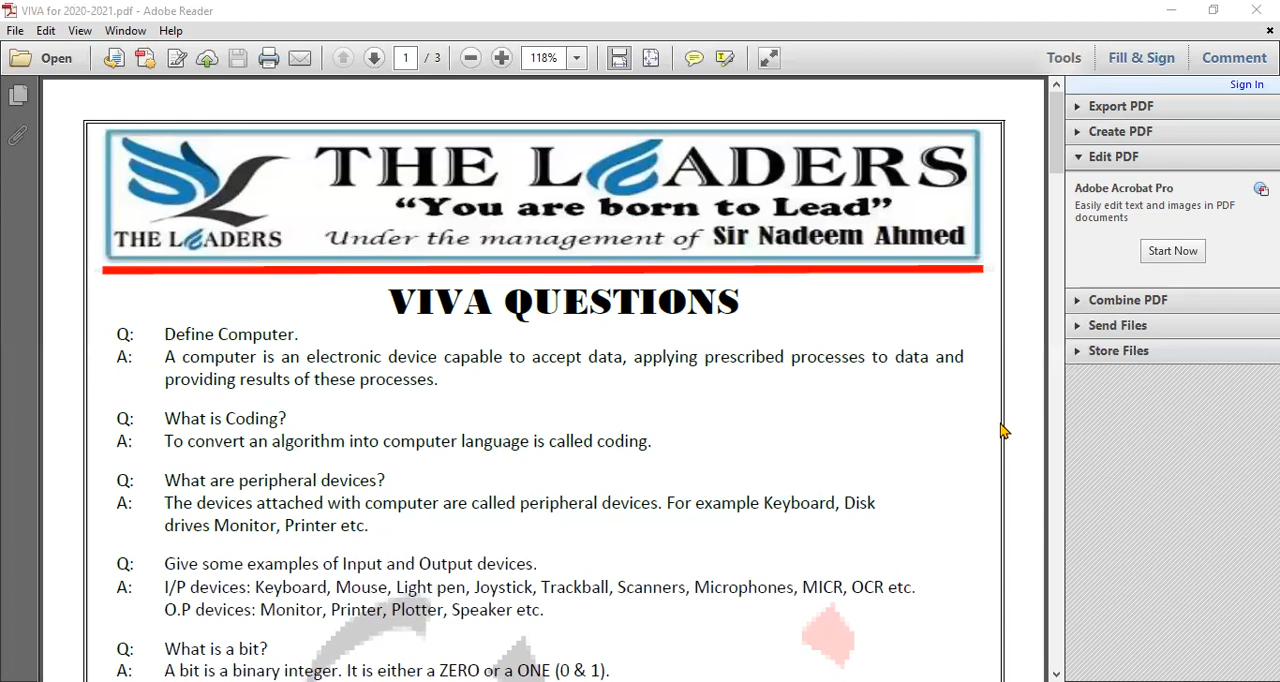 VIVA for 2020-2021.pdf - Adobe Reader
File Edit View Window Help
Open 1 / 3 118% Tools Fill & Sign Comment
Sign In
Export PDF
Create PDF
Edit PDF
Adobe Acrobat Pro
Easily edit text and images in PDF
documents
Start Now
Combine PDF
Send Files
Store Files
THE LEADERS
THE LEADERS
“You are born to Lead”
Under the management of Sir Nadeem Ahmed
VIVA QUESTIONS
Q: Define Computer.
A: A computer is an electronic device capable to accept data, applying prescribed processes to data and
providing results of these processes.
Q: What is Coding?
A: To convert an algorithm into computer language is called coding.
Q: What are peripheral devices?
A: The devices attached with computer are called peripheral devices. For example Keyboard, Disk
drives Monitor, Printer etc.
Q: Give some examples of Input and Output devices.
A: I/P devices: Keyboard, Mouse, Light pen, Joystick, Trackball, Scanners, Microphones, MICR, OCR etc.
O.P devices: Monitor, Printer, Plotter, Speaker etc.
Q: What is a bit?
A: A bit is a binary integer. It is either a ZERO or a ONE (0 & 1).